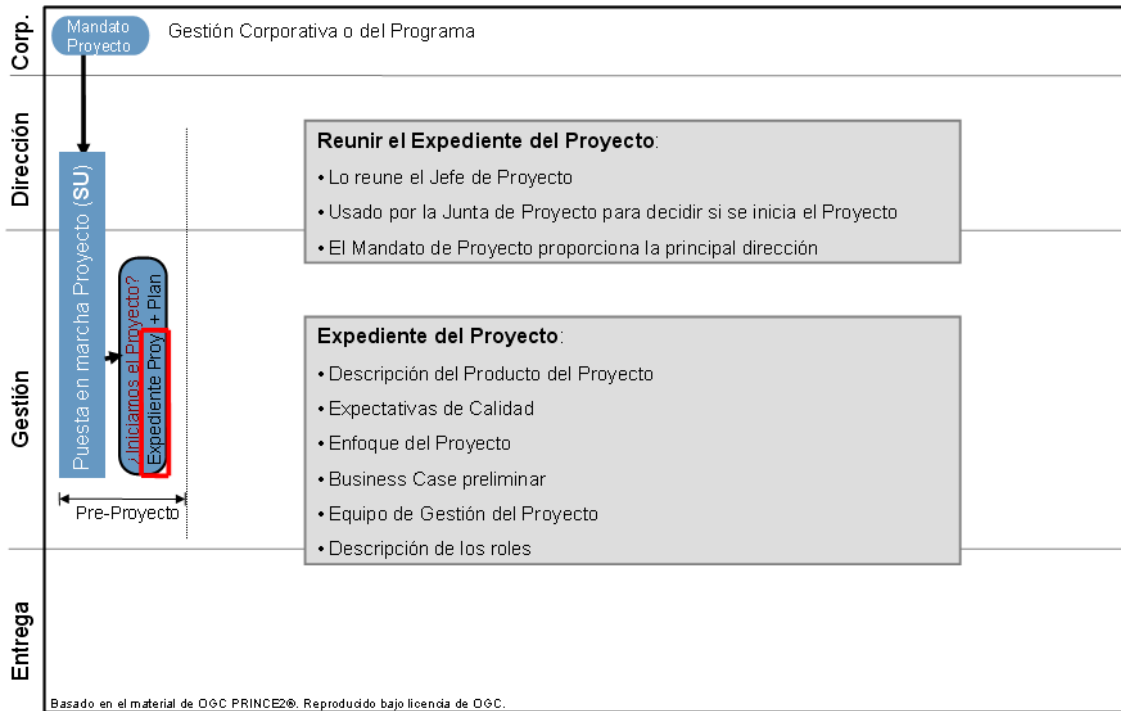 Corp.
Mandato
Proyecto
Gestión Corporativa o del Programa
Dirección
Reunir el Expediente del Proyecto:
• Lo reune el Jefe de Proyecto
• Usado por la Junta de Proyecto para decidir si se inicia el Proyecto
• El Mandato de Proyecto proporciona la principal dirección
Puesta en marcha Proyecto (SU)
¿Iniciamos el Proyecto?
Expediente Proy + Plan
Gestión
Expediente del Proyecto:
• Descripción del Producto del Proyecto
• Expectativas de Calidad
• Enfoque del Proyecto
• Business Case preliminar
• Equipo de Gestión del Proyecto
• Descripción de los roles
Pre-Proyecto
Entrega
Basado en el material de OGC PRINCE2®. Reproducido bajo licencia de OGC.